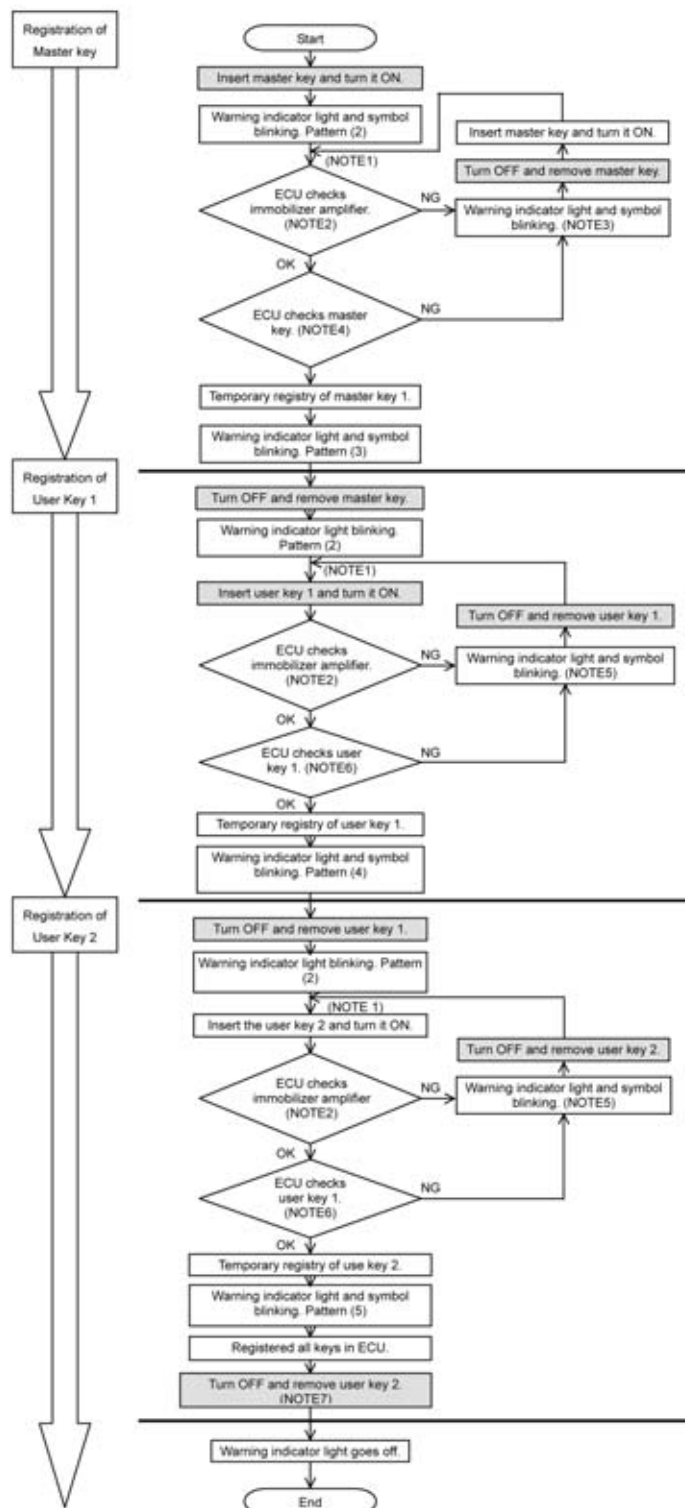 Registration of
Master key
Start
Insert master key and turn it ON.
Warning indicator light and symbol
blinking. Pattern (2)
(NOTE1)
Insert master key and turn it ON.
Turn OFF and remove master key.
ECU checks
immobilizer amplifier.
(NOTE2)
NG
Warning indicator light and symbol
blinking. (NOTE3)
OK
ECU checks master
key. (NOTE4)
NG
Temporary registry of master key 1.
Warning indicator light and symbol
blinking. Pattern (3)
Registration of
User Key 1
Turn OFF and remove master key.
Warning indicator light blinking.
Pattern (2)
(NOTE1)
Insert user key 1 and turn it ON.
Turn OFF and remove user key 1.
ECU checks
immobilizer amplifier.
(NOTE2)
NG
Warning indicator light and symbol
blinking. (NOTE5)
OK
ECU checks user
key 1. (NOTE6)
NG
OK
Temporary registry of user key 1.
Warning indicator light and symbol
blinking. Pattern (4)
Registration of
User Key 2
Turn OFF and remove user key 1.
Warning indicator light blinking. Pattern
(2)
(NOTE 1)
Insert the user key 2 and turn it ON.
Turn OFF and remove user key 2.
ECU checks
immobilizer amplifier
(NOTE2)
NG
Warning indicator light and symbol
blinking. (NOTE5)
OK
ECU checks
user key 1.
(NOTE6)
NG
OK
Temporary registry of use key 2.
Warning indicator light and symbol
blinking. Pattern (5)
Registered all keys in ECU.
Turn OFF and remove user key 2.
(NOTE7)
Warning indicator light goes off.
End